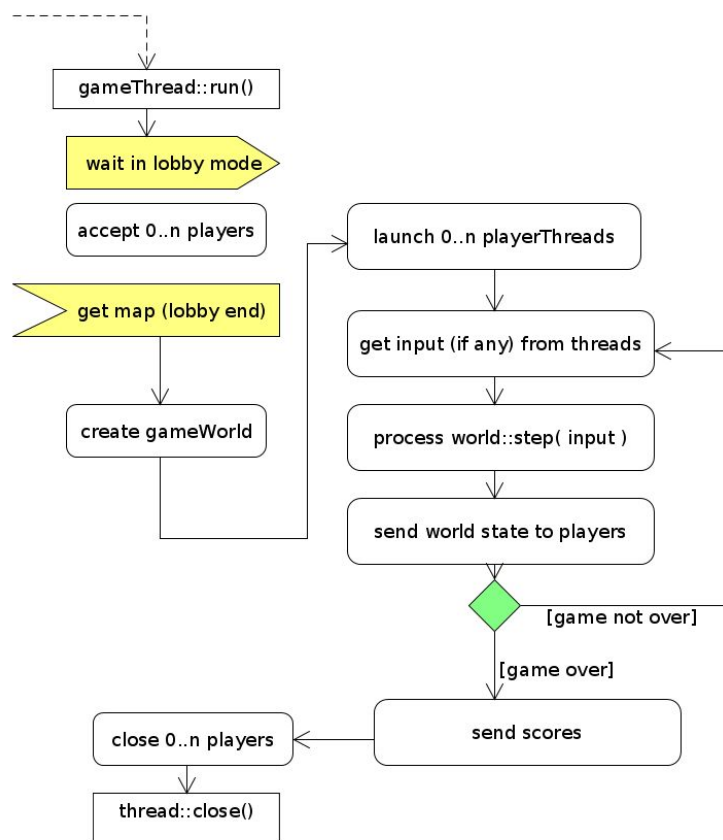 gameThread::run()
wait in lobby mode
accept 0..n players
get map (lobby end)
create gameWorld
launch 0..n playerThreads
get input (if any) from threads
process world::step( input )
send world state to players
[game not over]
[game over]
send scores
close 0..n players
thread::close()